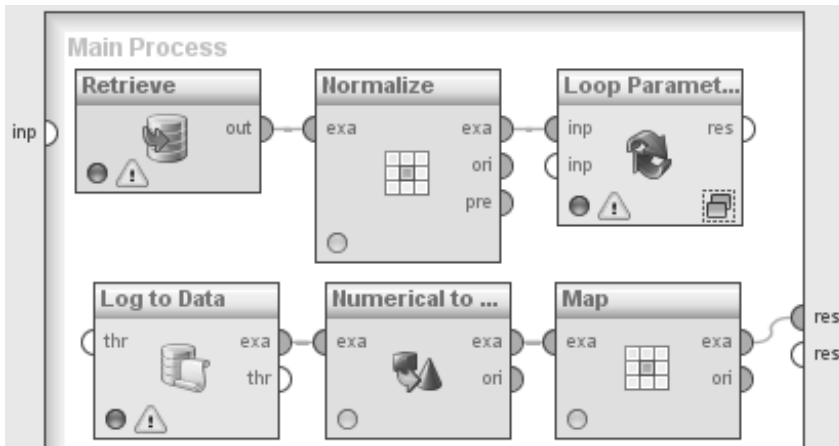 Main Process
Retrieve Normalize Loop Paramet...
inp out exa exa inp res
ori inp
pre
Log to Data Numerical to ... Map
thr exa exa exa exa exa res
thr ori ori res